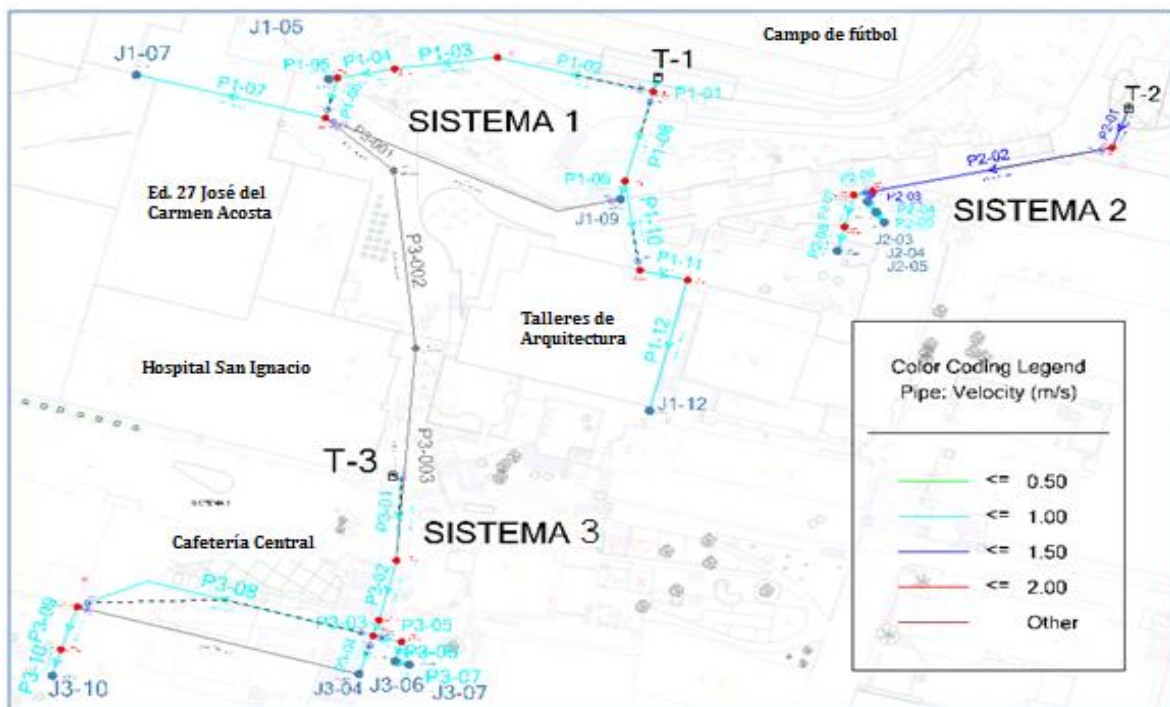 J1-05
Campo de fútbol
J1-07
P1-05
P1-04
P1-03
P1-02
T-1
P1-01
P1-07
P1-06
SISTEMA 1
P1-08
T-2
P2-01
P2-02
P3-001
Ed. 27 José del
Carmen Acosta
P1-09
J1-09
P1-10
P2-03
SISTEMA 2
J2-03
J2-04
J2-05
P2-08
P3-002
P1-11
Talleres de
Arquitectura
P1-12
Hospital San Ignacio
J1-12
Color Coding Legend
Pipe: Velocity (m/s)
<= 0.50
<= 1.00
<= 1.50
<= 2.00
Other
T-3
P3-003
P3-01
SISTEMA 3
Cafetería Central
P3-08
P3-02
P3-09
P3-03
P3-05
P3-04
P3-06
P3-07
P3-10
J3-10
J3-04
J3-06
J3-07